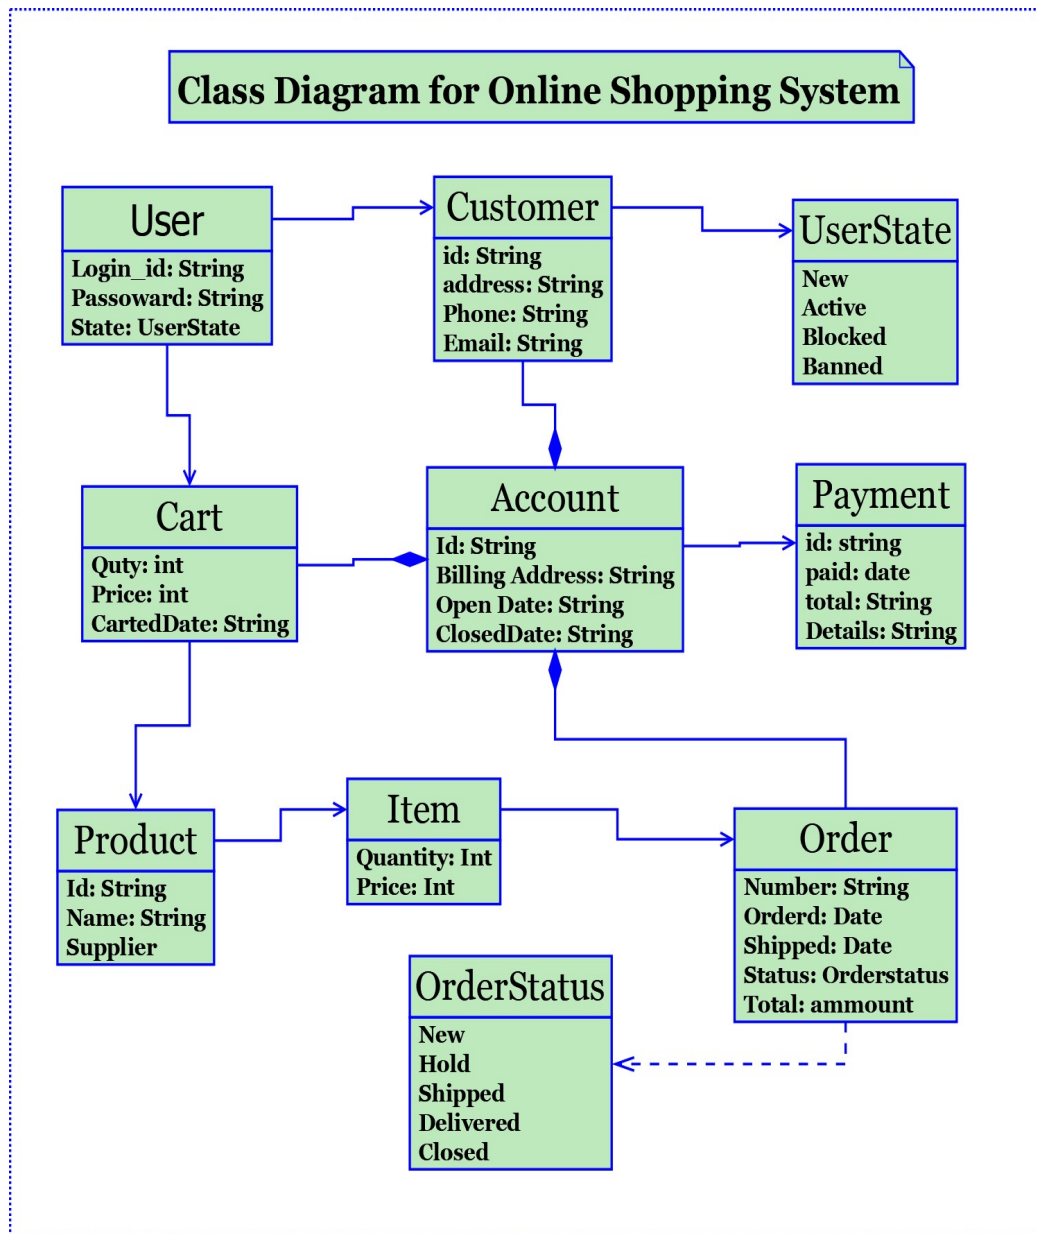 Class Diagram for Online Shopping System
User
Login_id: String
Passoward: String
State: UserState
Customer
id: String
address: String
Phone: String
Email: String
UserState
New
Active
Blocked
Banned
Cart
Quty: int
Price: int
CartedDate: String
Account
Id: String
Billing Address: String
Open Date: String
ClosedDate: String
Payment
id: string
paid: date
total: String
Details: String
Product
Id: String
Name: String
Supplier
Item
Quantity: Int
Price: Int
Order
Number: String
Orderd: Date
Shipped: Date
Status: Orderstatus
Total: ammount
OrderStatus
New
Hold
Shipped
Delivered
Closed